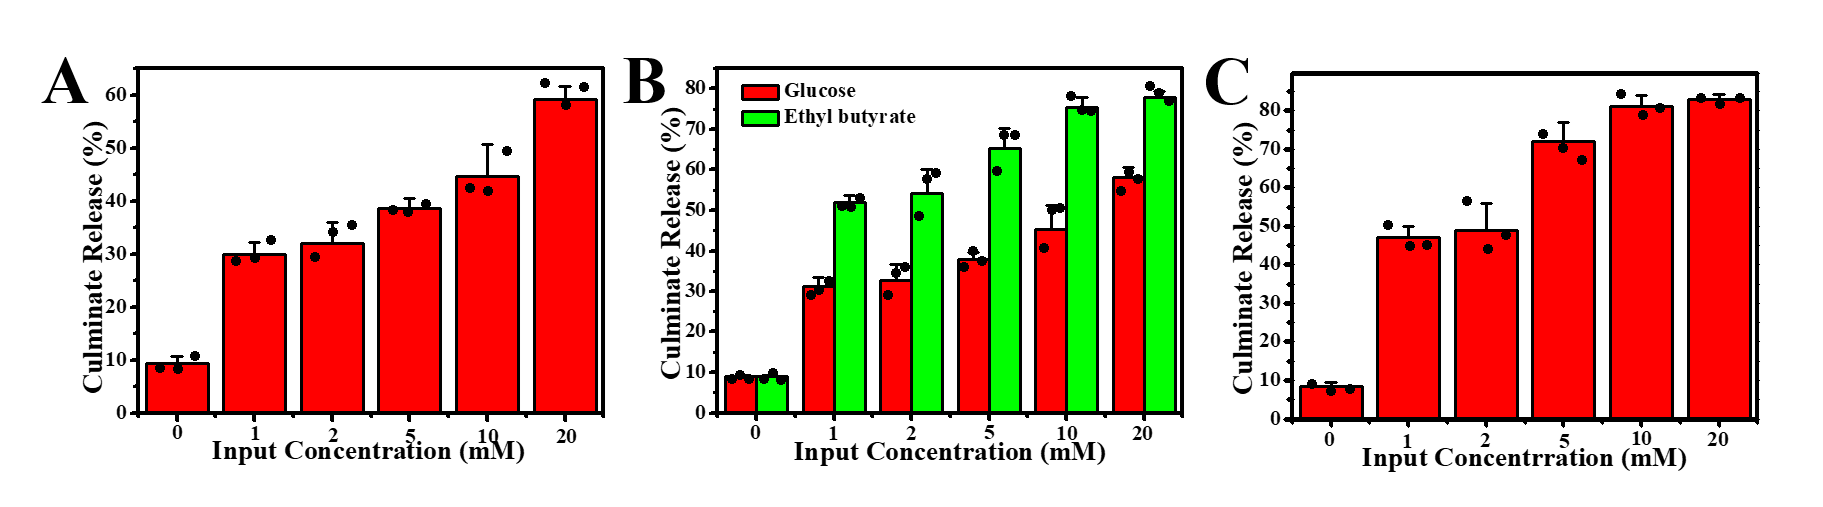 A
Culminate Release (%)
60
50
40
30
20
10
0
0 1 2 5 10 20
Input Concentration (mM)
B
Culminate Release (%)
80
70
60
50
40
30
20
10
0
Glucose
Ethyl butyrate
0 1 2 5 10 20
Input Concentration (mM)
C
Culminate Release (%)
80
70
60
50
40
30
20
10
0
0 1 2 5 10 20
Input Concentrration (mM)